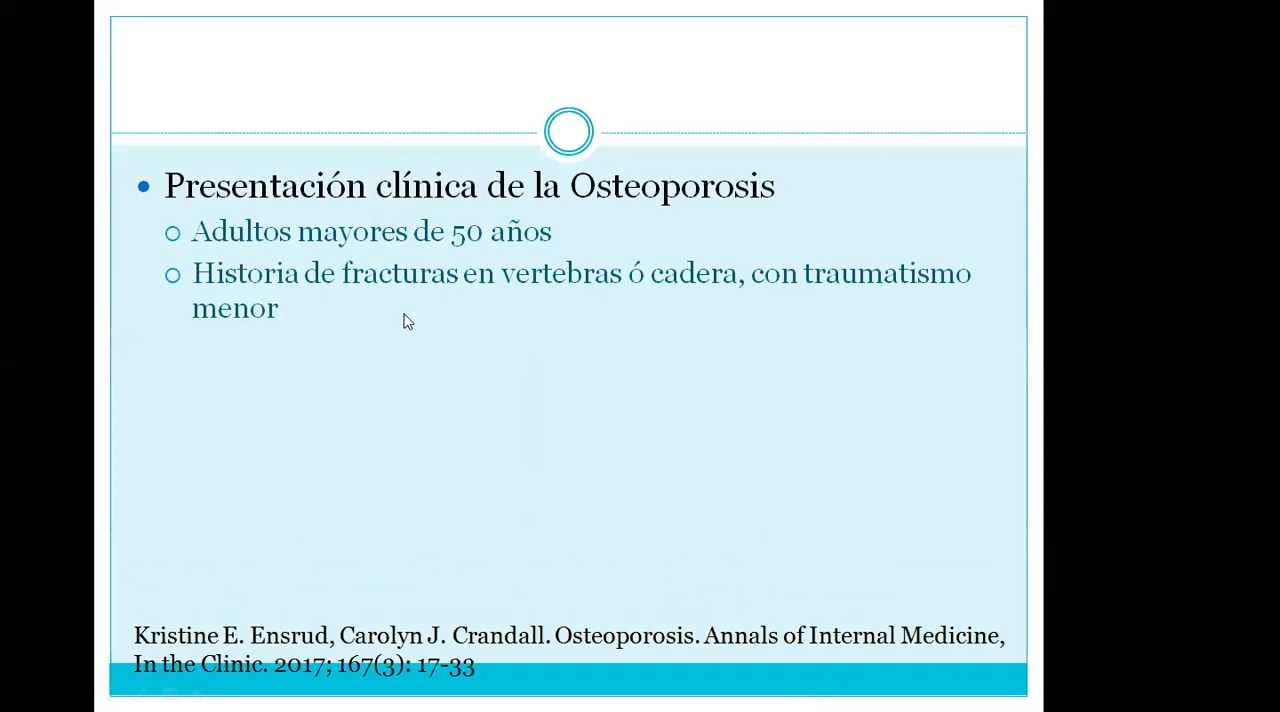 Presentación clínica de la Osteoporosis
Adultos mayores de 50 años
Historia de fracturas en vertebras ó cadera, con traumatismo
menor
Kristine E. Ensrud, Carolyn J. Crandall. Osteoporosis. Annals of Internal Medicine,
In the Clinic. 2017; 167(3): 17-33